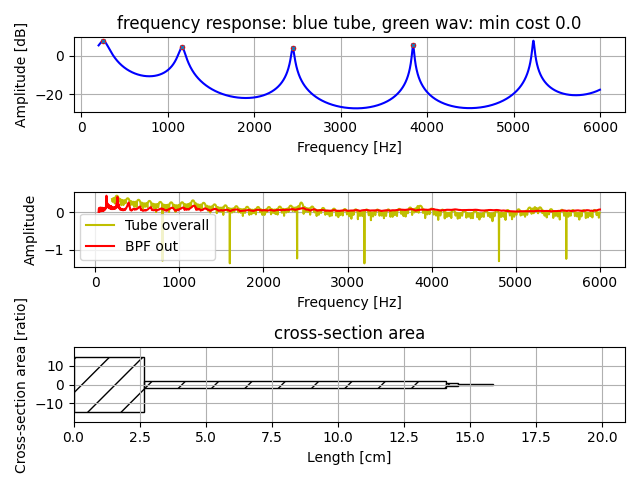 frequency response: blue tube, green wav: min cost 0.0
Amplitude [dB]
0
−20
0 1000 2000 3000 4000 5000 6000
Frequency [Hz]
Amplitude
0
−1
Tube overall
BPF out
0 1000 2000 3000 4000 5000 6000
Frequency [Hz]
cross-section area
Cross-section area [ratio]
10
0
−10
0.0 2.5 5.0 7.5 10.0 12.5 15.0 17.5 20.0
Length [cm]